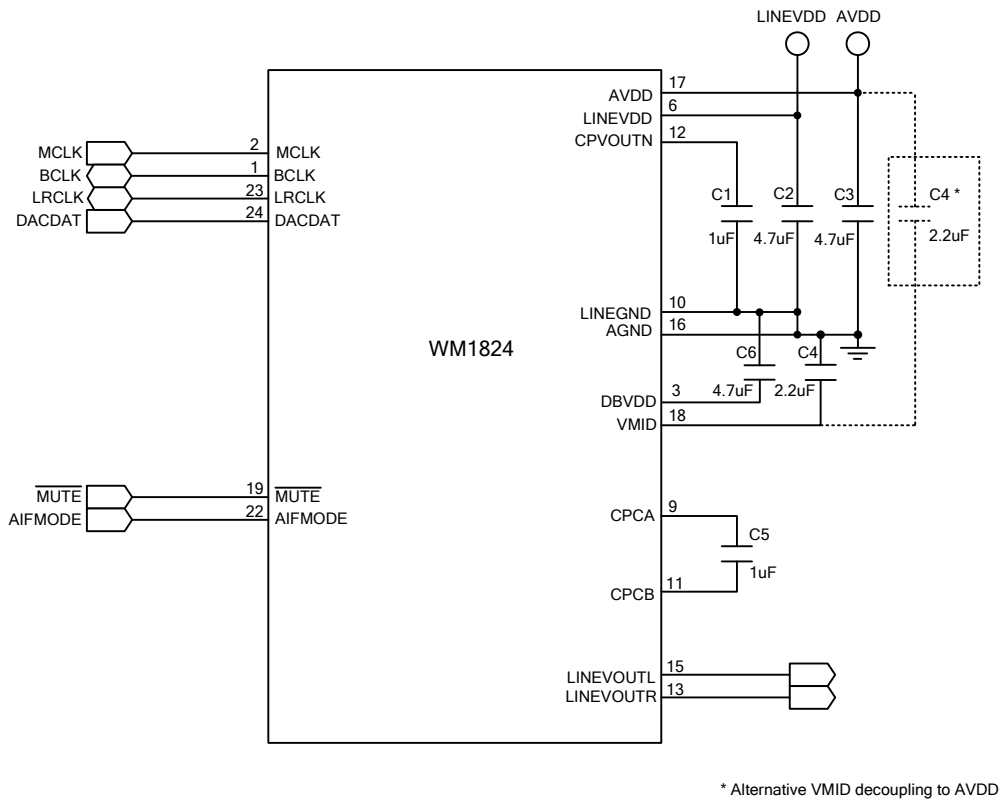 LINEVDD AVDD
17
AVDD
6
LINEVDD
12
CPVOUTN
MCLK 2 MCLK
BCLK 1 BCLK
LRCLK 23 LRCLK
DACDAT 24 DACDAT
C1 C2 C3 C4 *
1uF 4.7uF 4.7uF 2.2uF
10
LINEGND
16
AGND
WM1824
C6 C4
4.7uF 2.2uF
3
DBVDD
18
VMID
MUTE 19 MUTE
AIFMODE 22 AIFMODE
9
CPCA
C5
1uF
11
CPCB
15
LINEVOUTL
13
LINEVOUTR
* Alternative VMID decoupling to AVDD